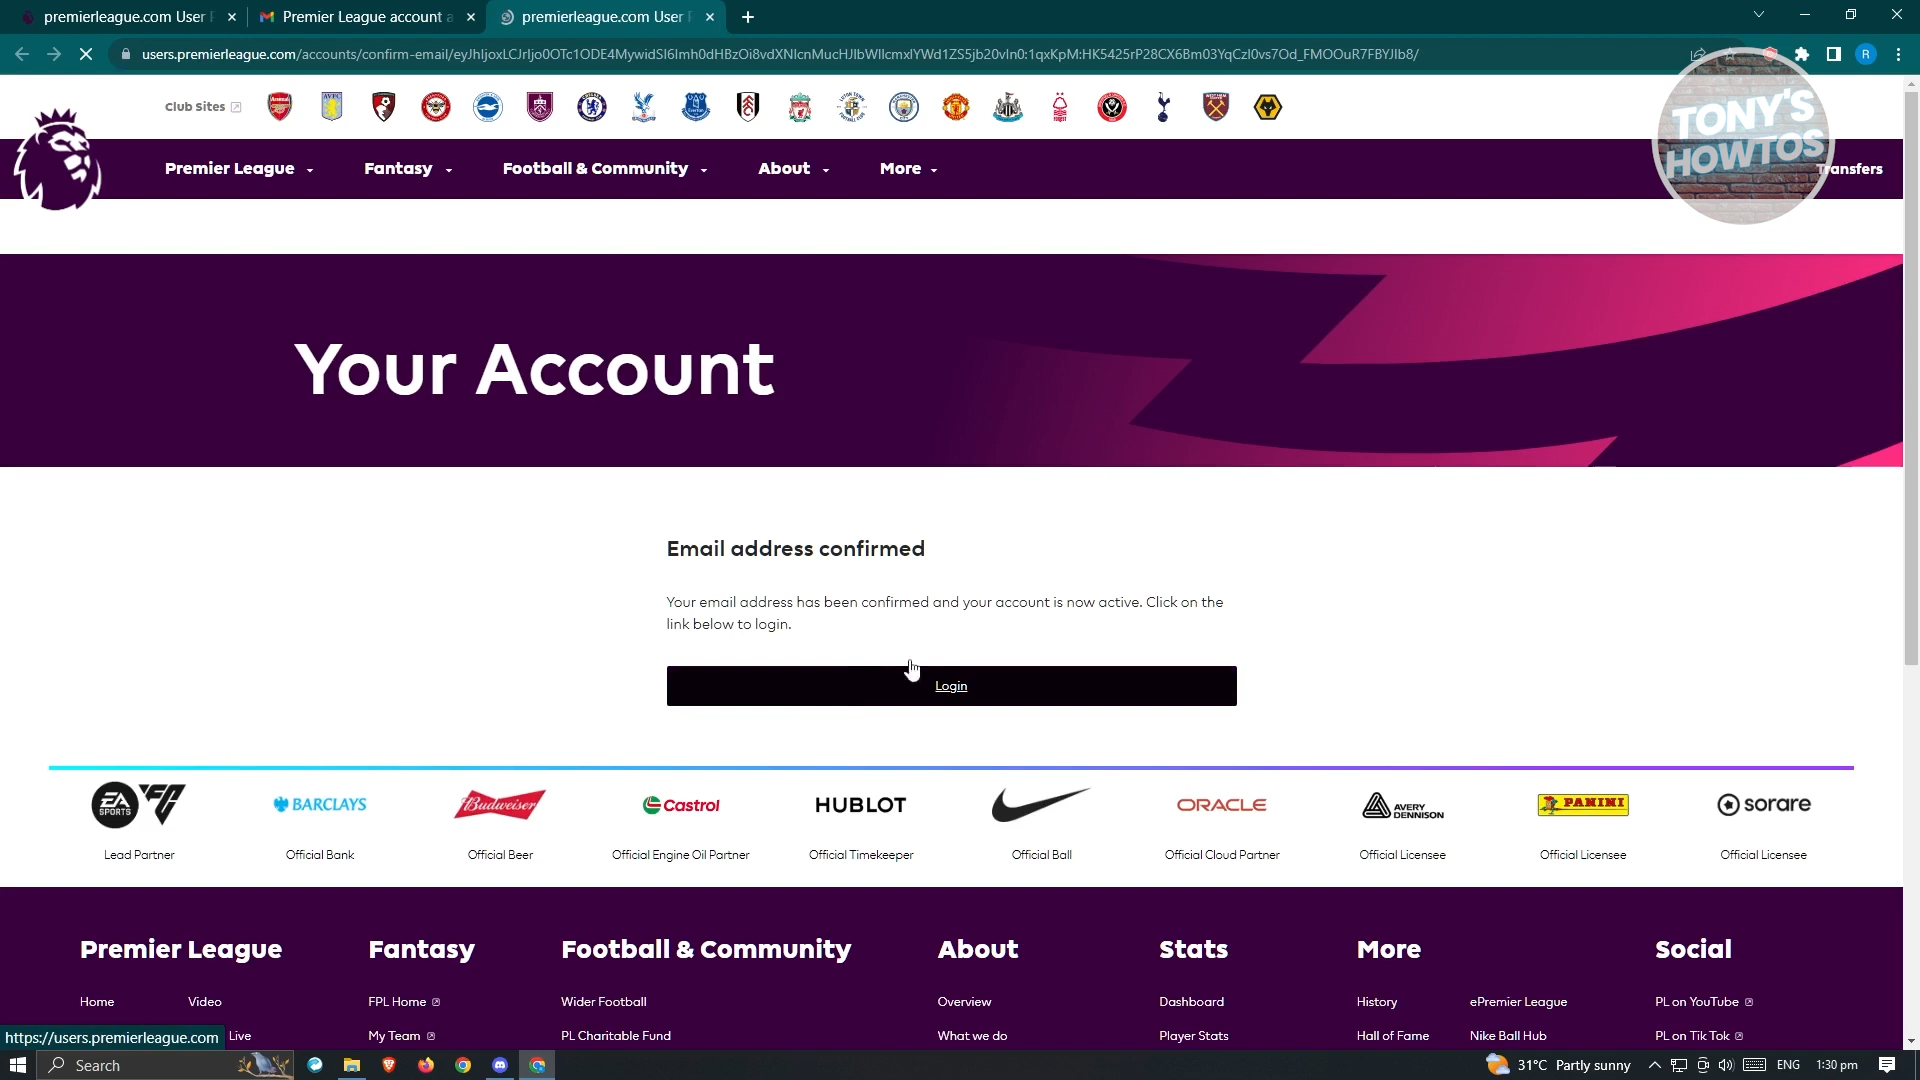 premierleague.com User
Premier League account a
premierleague.com User
users.premierleague.com/accounts/confirm-email/
R
Club Sites
TONY'S
HOWTOS
Premier League
Fantasy
Football & Community
About
More
Transfers
Your Account
Email address confirmed
Your email address has been confirmed and your account is now active. Click on the
link below to login.
Login
EA SPORTS FC
BARCLAYS
Budweiser
Castrol
HUBLOT
ORACLE
AVERY DENNISON
PANINI
sorare
Lead Partner
Official Bank
Official Beer
Official Engine Oil Partner
Official Timekeeper
Official Ball
Official Cloud Partner
Official Licensee
Official Licensee
Official Licensee
Premier League
Fantasy
Football & Community
About
Stats
More
Social
Home
Video
FPL Home
Wider Football
Overview
Dashboard
History
ePremier League
PL on YouTube
https://users.premierleague.com
Live
My Team
PL Charitable Fund
What we do
Player Stats
Hall of Fame
Nike Ball Hub
PL on Tik Tok
Search
31°C Partly sunny
ENG
1:30 pm